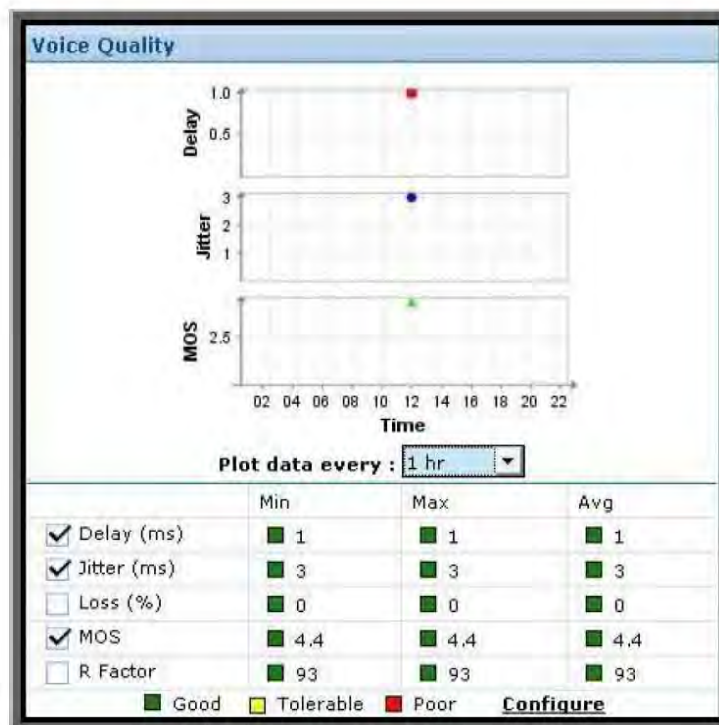 Voice Quality
1.0
0.5
Delay
3
2
1
Jitter
2.5
MOS
02 04 06 08 10 12 14 16 18 20 22
Time
Plot data every : 1 hr
Min Max Avg
Delay (ms) 1 1 1
Jitter (ms) 3 3 3
Loss (%) 0 0 0
MOS 4.4 4.4 4.4
R Factor 93 93 93
Good Tolerable Poor Configure